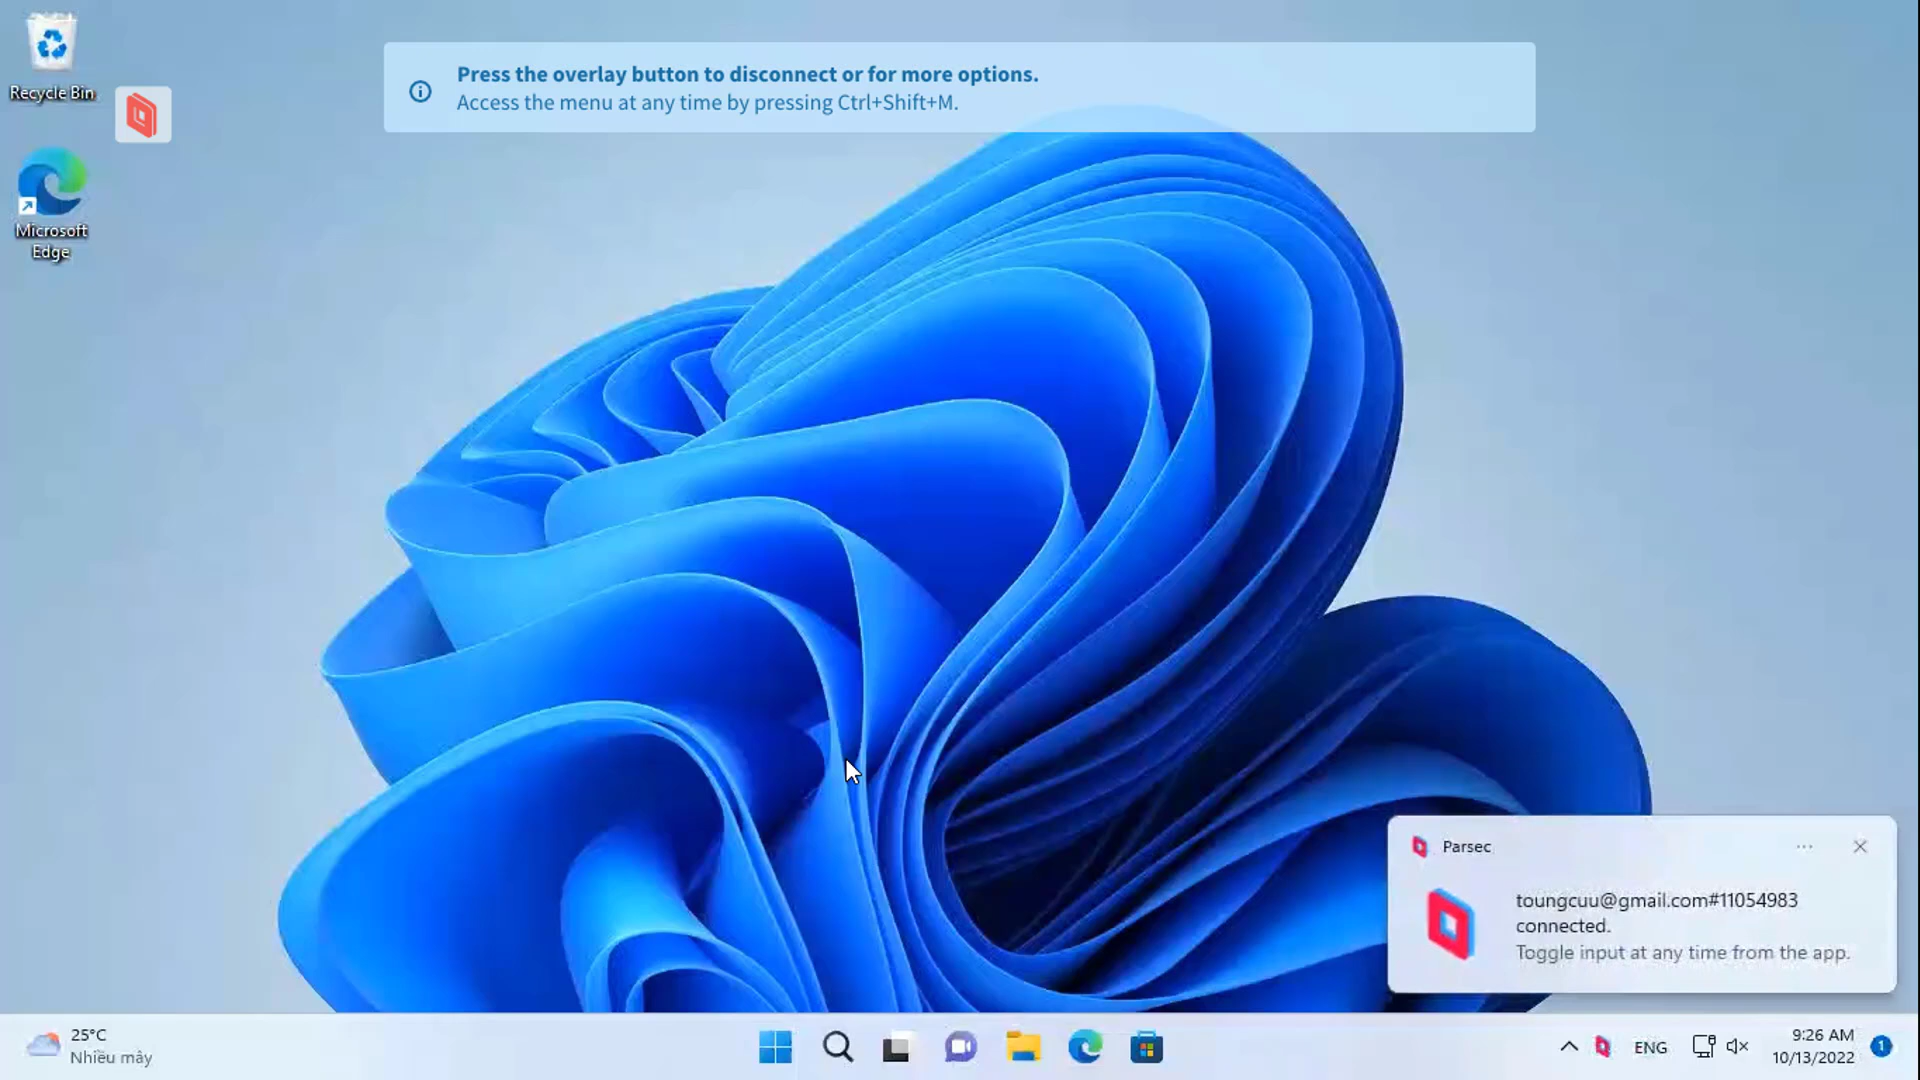 Recycle Bin
Microsoft
Edge
Press the overlay button to disconnect or for more options.
Access the menu at any time by pressing Ctrl+Shift+M.
Parsec
toungcuu@gmail.com#11054983
connected.
Toggle input at any time from the app.
25°C
Nhiều mây
ENG
9:26 AM
10/13/2022
1